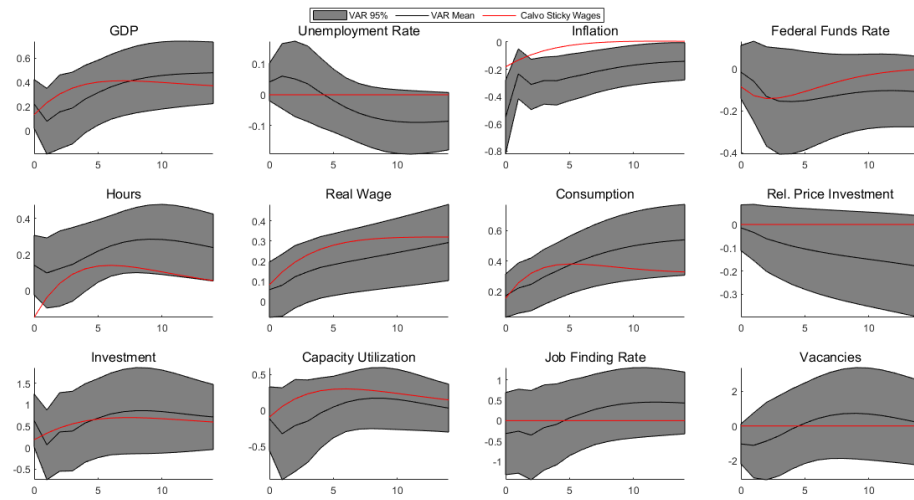 VAR 95% VAR Mean Calvo Sticky Wages
GDP Unemployment Rate Inflation Federal Funds Rate
0.6
0.4
0.2
0
0 5 10
0.1
0
-0.1
0 5 10
0
-0.2
-0.4
-0.6
-0.8
0 5 10
0
-0.2
-0.4
0 5 10
Hours Real Wage Consumption Rel. Price Investment
0.4
0.2
0
0 5 10
0.4
0.3
0.2
0.1
0
0 5 10
0.6
0.4
0.2
0 5 10
0
-0.1
-0.2
-0.3
0 5 10
Investment Capacity Utilization Job Finding Rate Vacancies
1.5
1
0.5
0
-0.5
0 5 10
0.5
0
-0.5
0 5 10
1
0
-1
0 5 10
2
0
-2
0 5 10